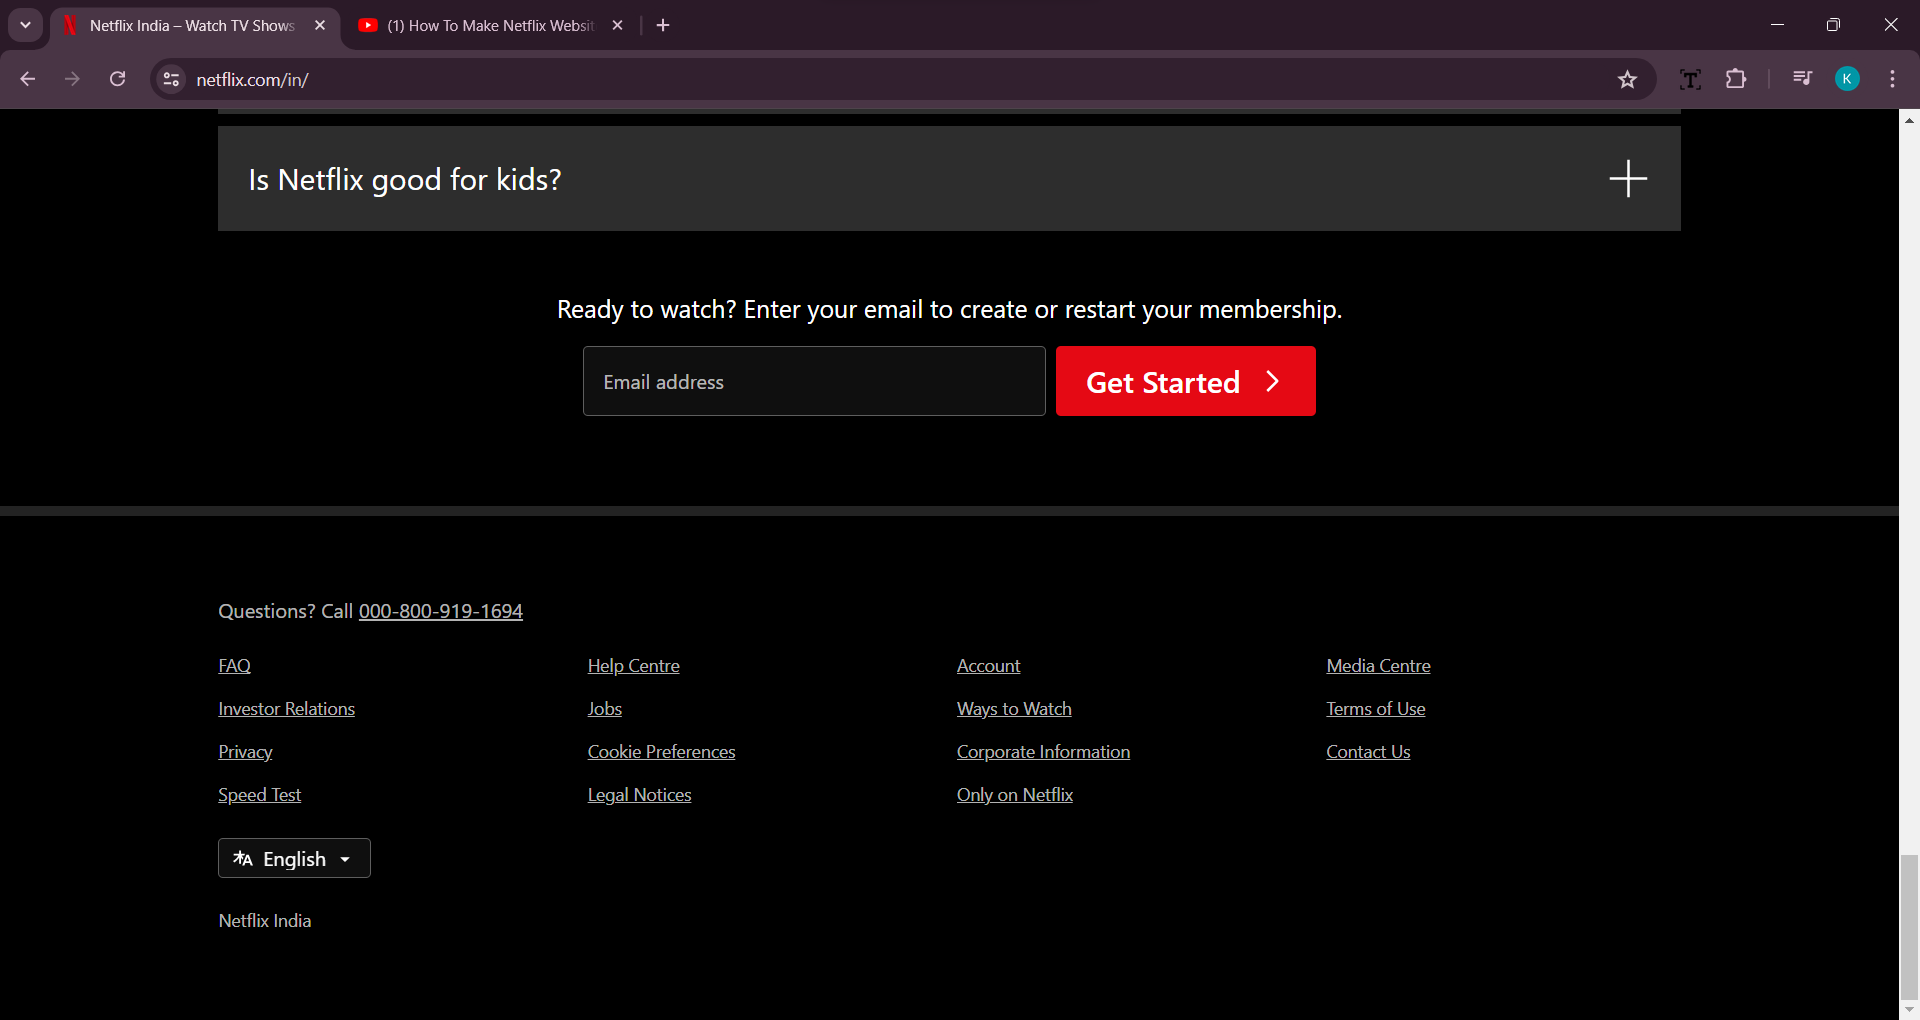 Netflix India – Watch TV Shows
(1) How To Make Netflix Websit
netflix.com/in/
K
Is Netflix good for kids?
Ready to watch? Enter your email to create or restart your membership.
Email address
Get Started
Questions? Call 000-800-919-1694
FAQ
Help Centre
Account
Media Centre
Investor Relations
Jobs
Ways to Watch
Terms of Use
Privacy
Cookie Preferences
Corporate Information
Contact Us
Speed Test
Legal Notices
Only on Netflix
English
Netflix India